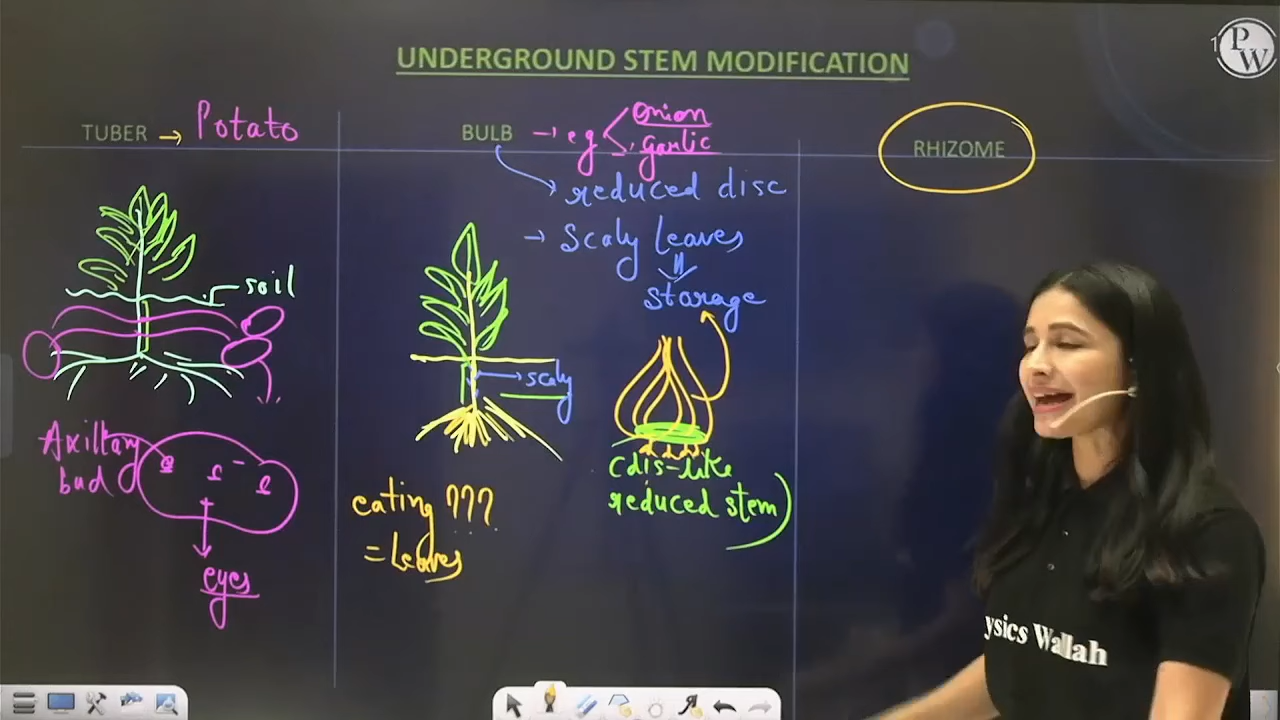 UNDERGROUND STEM MODIFICATION
PW
TUBER → Potato
BULB → eg
Onion
garlic
RHIZOME
reduced disc
→ Scaly leaves
storage
soil
scaly
Axillary
bud
eyes
eating ???
= Leaves
(dis-like
reduced stem)
ysics Wallah